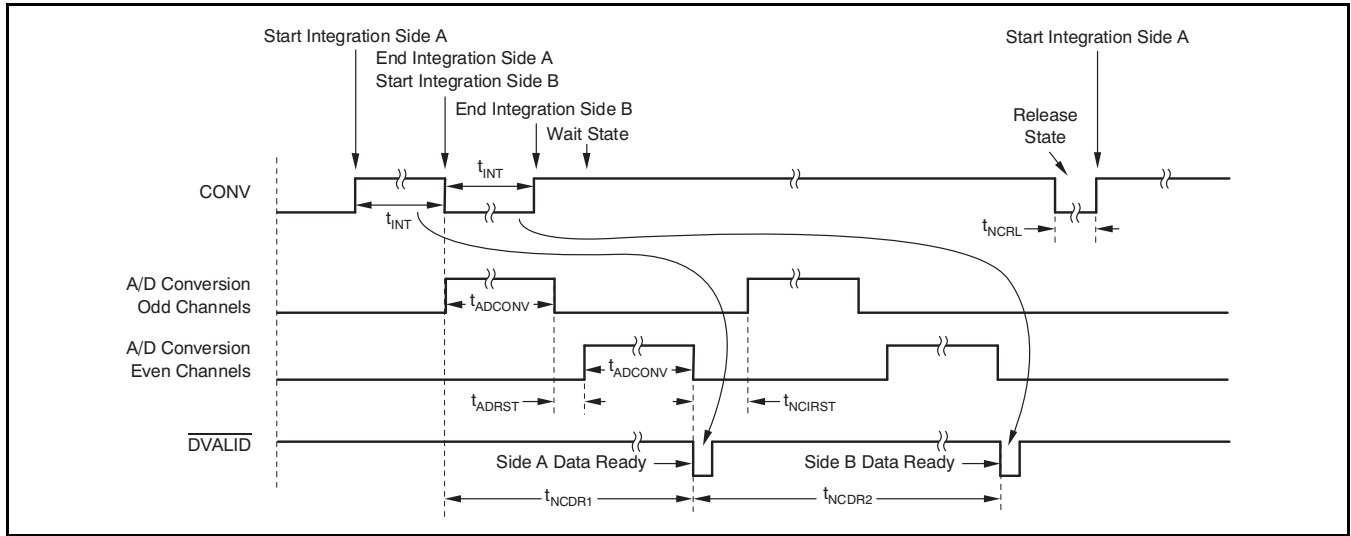 Start Integration Side A
End Integration Side A
Start Integration Side B
End Integration Side B
Wait State
Release
State
Start Integration Side A
CONV
tINT
tINT
tNCRL
A/D Conversion
Odd Channels
tADCONV
A/D Conversion
Even Channels
tADCONV
tADRST
tNCIRST
DVALID
Side A Data Ready
Side B Data Ready
tNCDR1
tNCDR2